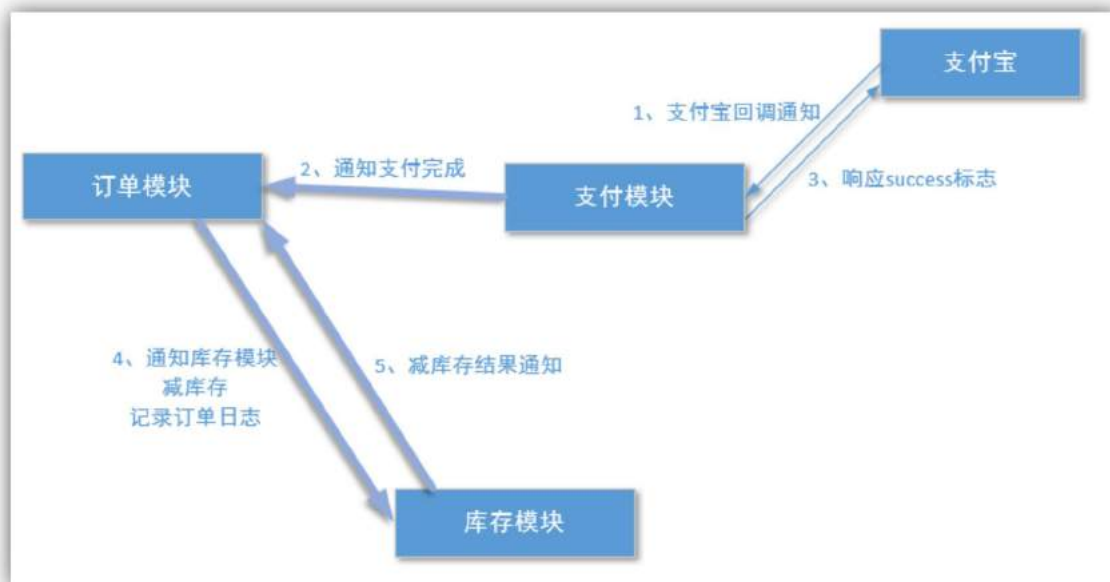 支付宝
1、支付宝回调通知
2、通知支付完成
订单模块
支付模块
3、响应success标志
4、通知库存模块
减库存
记录订单日志
5、减库存结果通知
库存模块